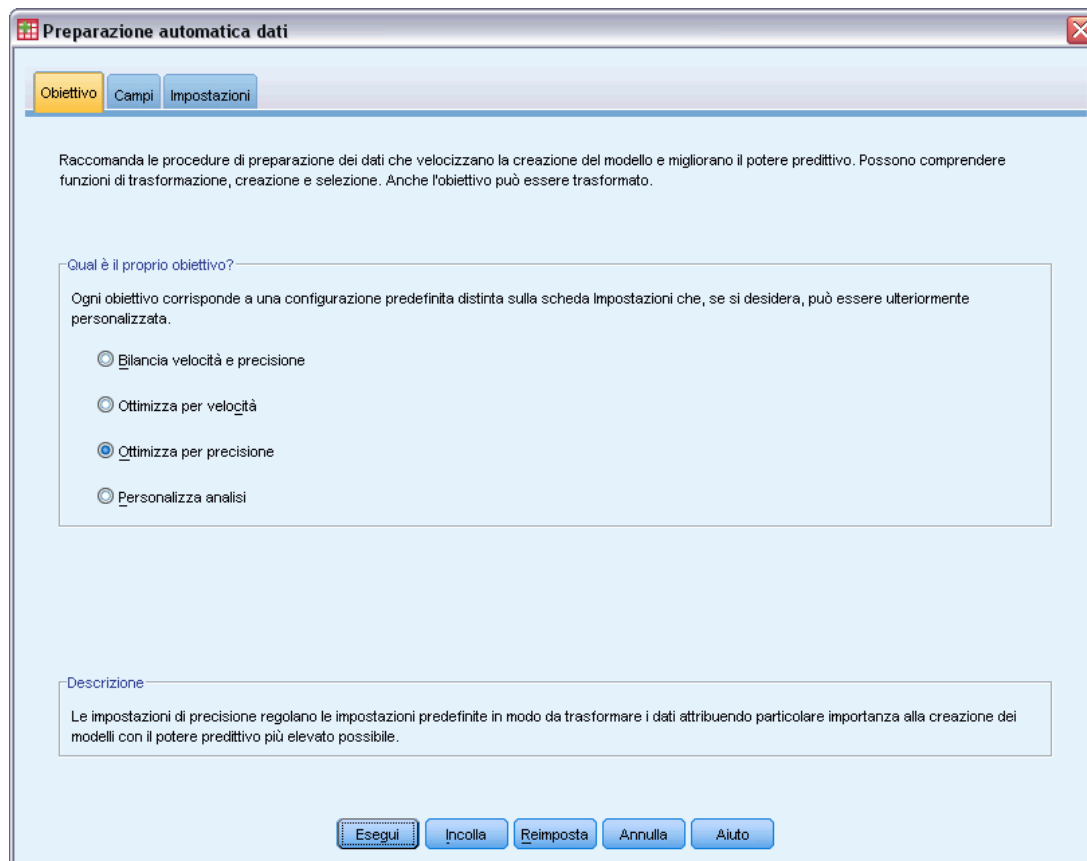 Preparazione automatica dati
Obiettivo
Campi
Impostazioni
Raccomanda le procedure di preparazione dei dati che velocizzano la creazione del modello e migliorano il potere predittivo. Possono comprendere
funzioni di trasformazione, creazione e selezione. Anche l'obiettivo può essere trasformato.
Qual è il proprio obiettivo?
Ogni obiettivo corrisponde a una configurazione predefinita distinta sulla scheda Impostazioni che, se si desidera, può essere ulteriormente
personalizzata.
Bilancia velocità e precisione
Ottimizza per velocità
Ottimizza per precisione
Personalizza analisi
Descrizione
Le impostazioni di precisione regolano le impostazioni predefinite in modo da trasformare i dati attribuendo particolare importanza alla creazione dei
modelli con il potere predittivo più elevato possibile.
Esegui
Incolla
Reimposta
Annulla
Aiuto